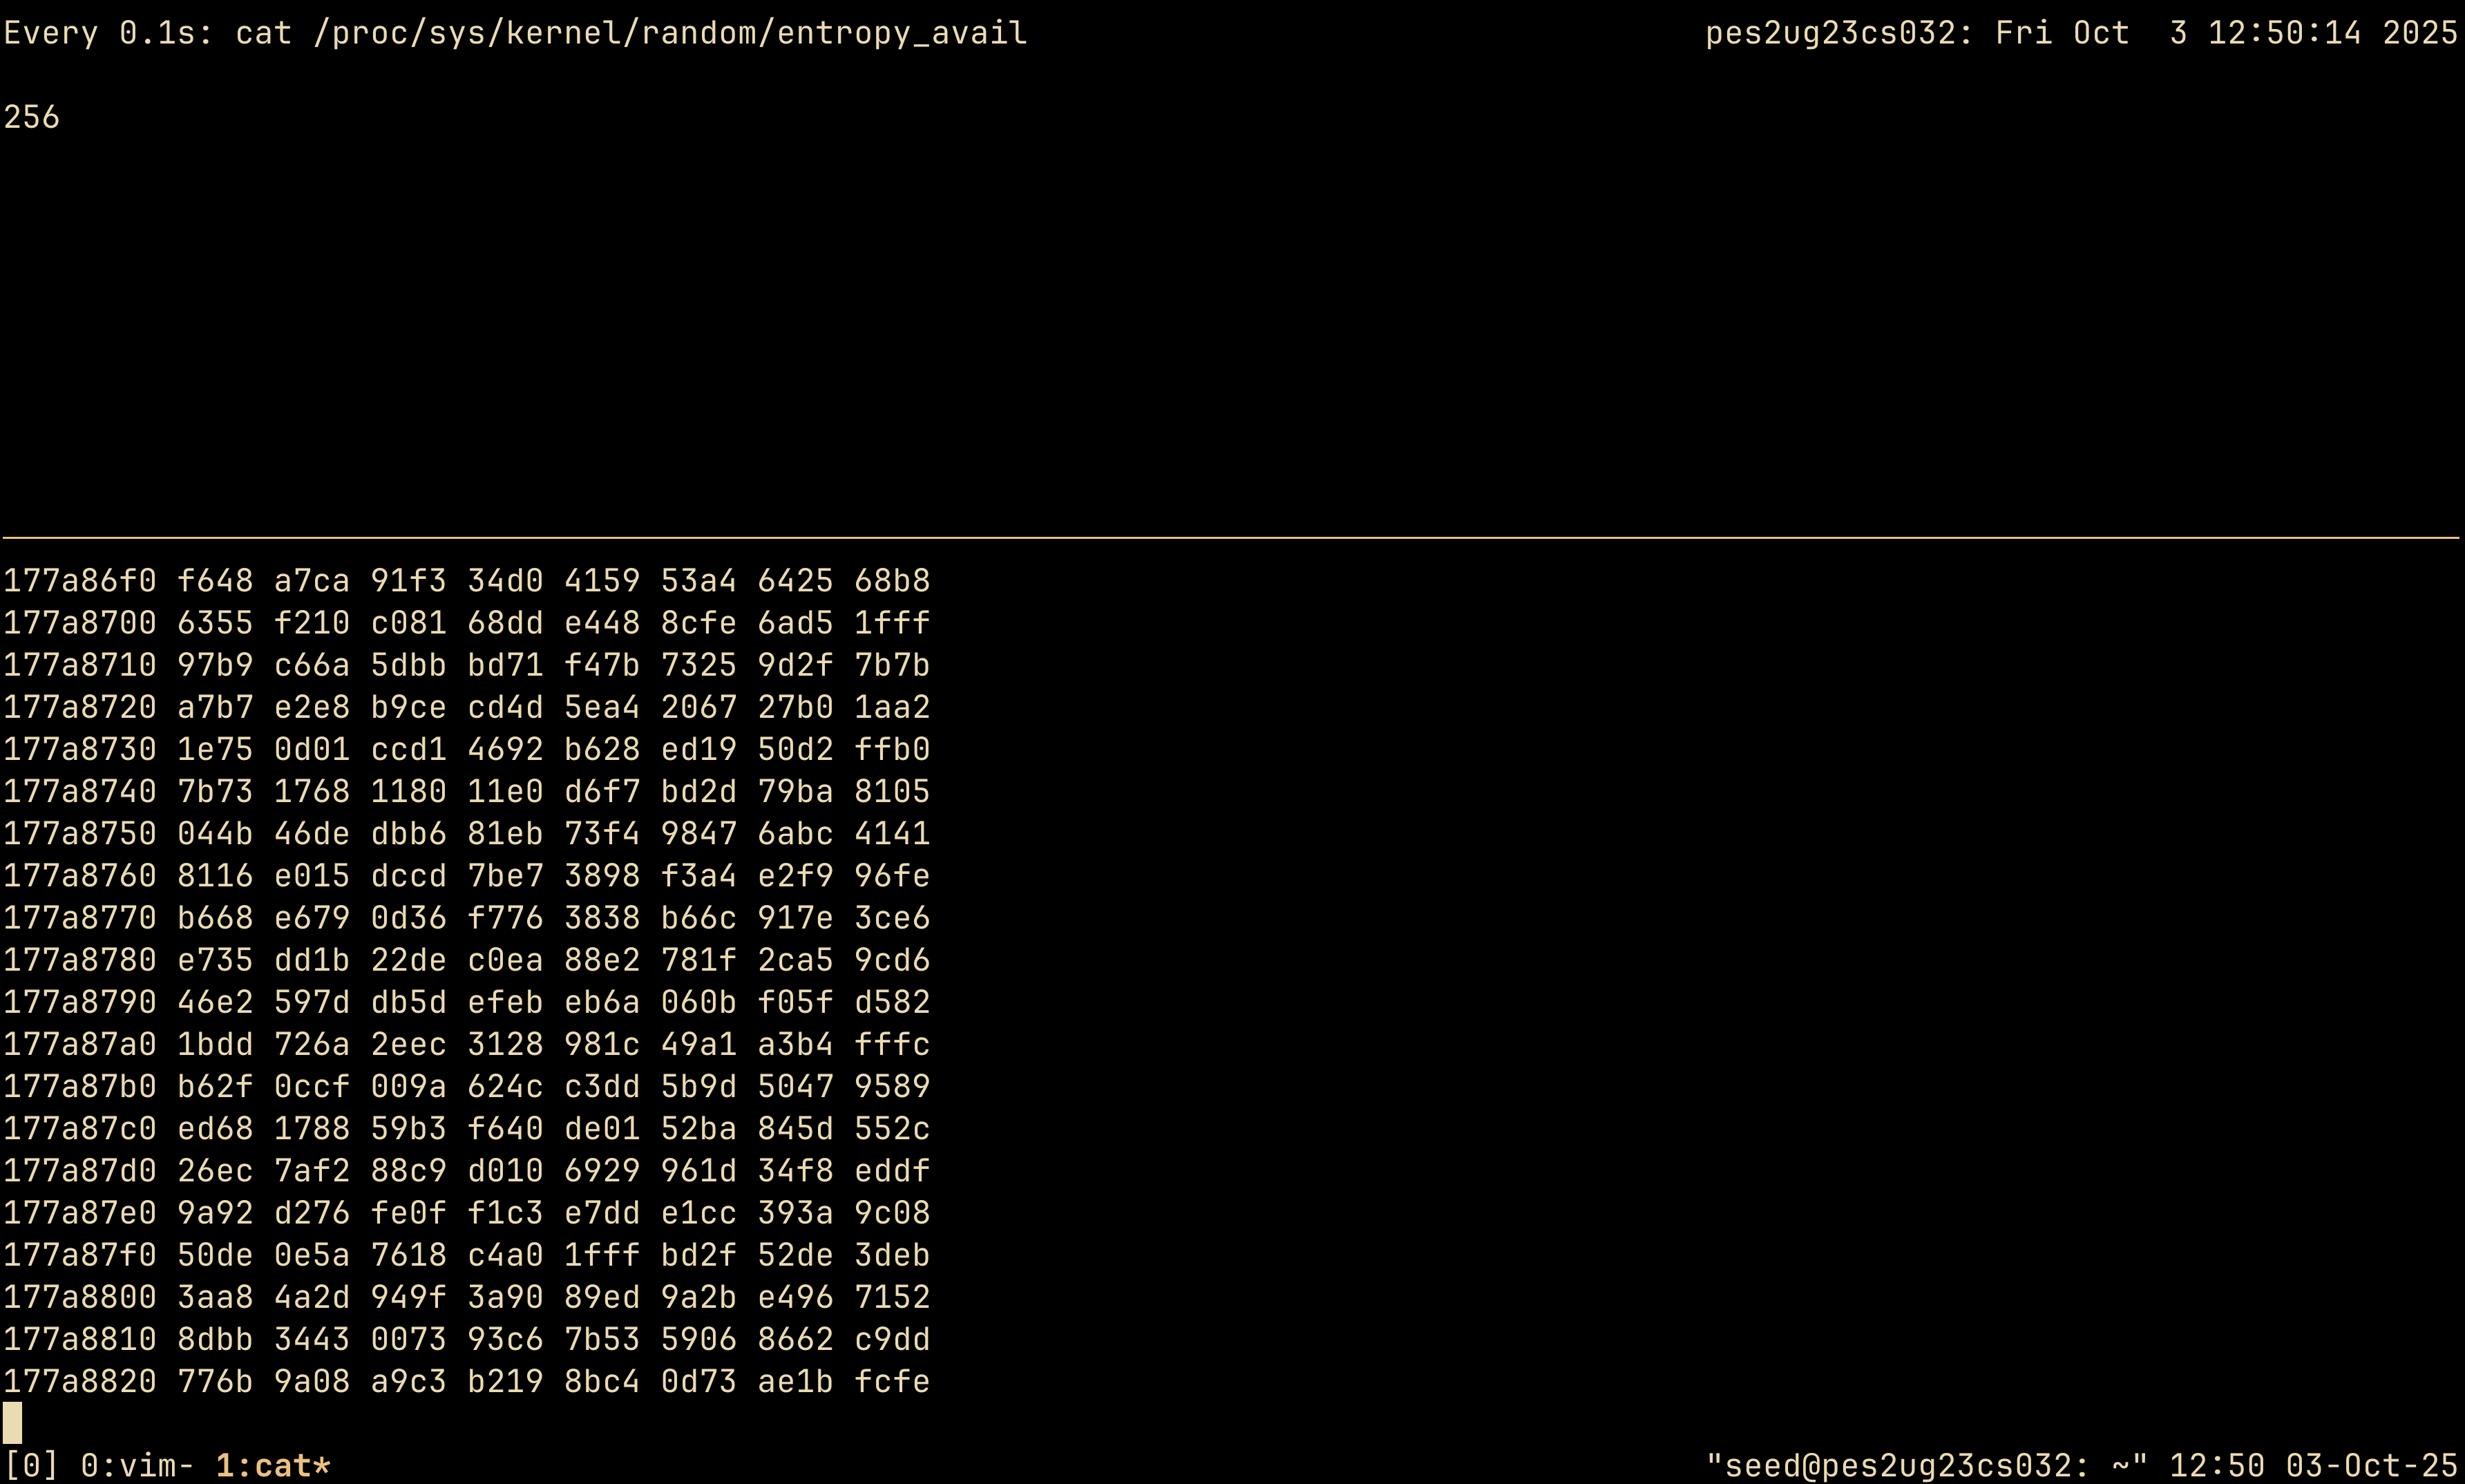 Every 0.1s: cat /proc/sys/kernel/random/entropy_avail pes2ug23cs032: Fri Oct  3 12:50:14 2025
256
177a86f0 f648 a7ca 91f3 34d0 4159 53a4 6425 68b8
177a8700 6355 f210 c081 68dd e448 8cfe 6ad5 1fff
177a8710 97b9 c66a 5dbb bd71 f47b 7325 9d2f 7b7b
177a8720 a7b7 e2e8 b9ce cd4d 5ea4 2067 27b0 1aa2
177a8730 1e75 0d01 ccd1 4692 b628 ed19 50d2 ffb0
177a8740 7b73 1768 1180 11e0 d6f7 bd2d 79ba 8105
177a8750 044b 46de dbb6 81eb 73f4 9847 6abc 4141
177a8760 8116 e015 dccd 7be7 3898 f3a4 e2f9 96fe
177a8770 b668 e679 0d36 f776 3838 b66c 917e 3ce6
177a8780 e735 dd1b 22de c0ea 88e2 781f 2ca5 9cd6
177a8790 46e2 597d db5d efeb eb6a 060b f05f d582
177a87a0 1bdd 726a 2eec 3128 981c 49a1 a3b4 fffc
177a87b0 b62f 0ccf 009a 624c c3dd 5b9d 5047 9589
177a87c0 ed68 1788 59b3 f640 de01 52ba 845d 552c
177a87d0 26ec 7af2 88c9 d010 6929 961d 34f8 eddf
177a87e0 9a92 d276 fe0f f1c3 e7dd e1cc 393a 9c08
177a87f0 50de 0e5a 7618 c4a0 1fff bd2f 52de 3deb
177a8800 3aa8 4a2d 949f 3a90 89ed 9a2b e496 7152
177a8810 8dbb 3443 0073 93c6 7b53 5906 8662 c9dd
177a8820 776b 9a08 a9c3 b219 8bc4 0d73 ae1b fcfe
[0] 0:vim- 1:cat* "seed@pes2ug23cs032: ~" 12:50 03-Oct-25